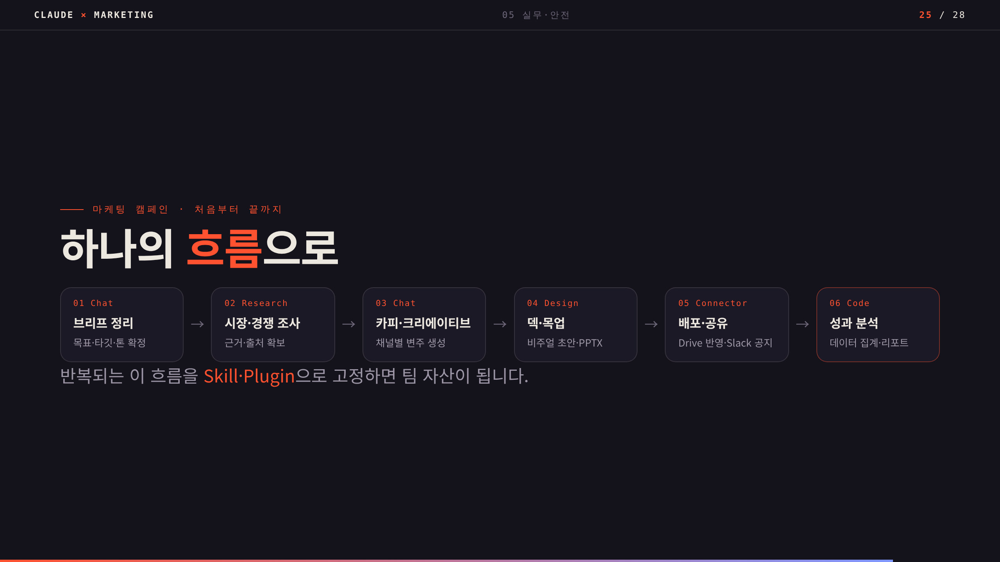 CLAUDE × MARKETING
05 실무·안전
25 / 28
마케팅 캠페인 · 처음부터 끝까지
하나의 흐름으로
01 Chat
브리프 정리
목표·타깃·톤 확정
→
02 Research
시장·경쟁 조사
근거·출처 확보
→
03 Chat
카피·크리에이티브
채널별 변주 생성
→
04 Design
덱·목업
비주얼 초안·PPTX
→
05 Connector
배포·공유
Drive 반영·Slack 공지
→
06 Code
성과 분석
데이터 집계·리포트
반복되는 이 흐름을 Skill·Plugin으로 고정하면 팀 자산이 됩니다.